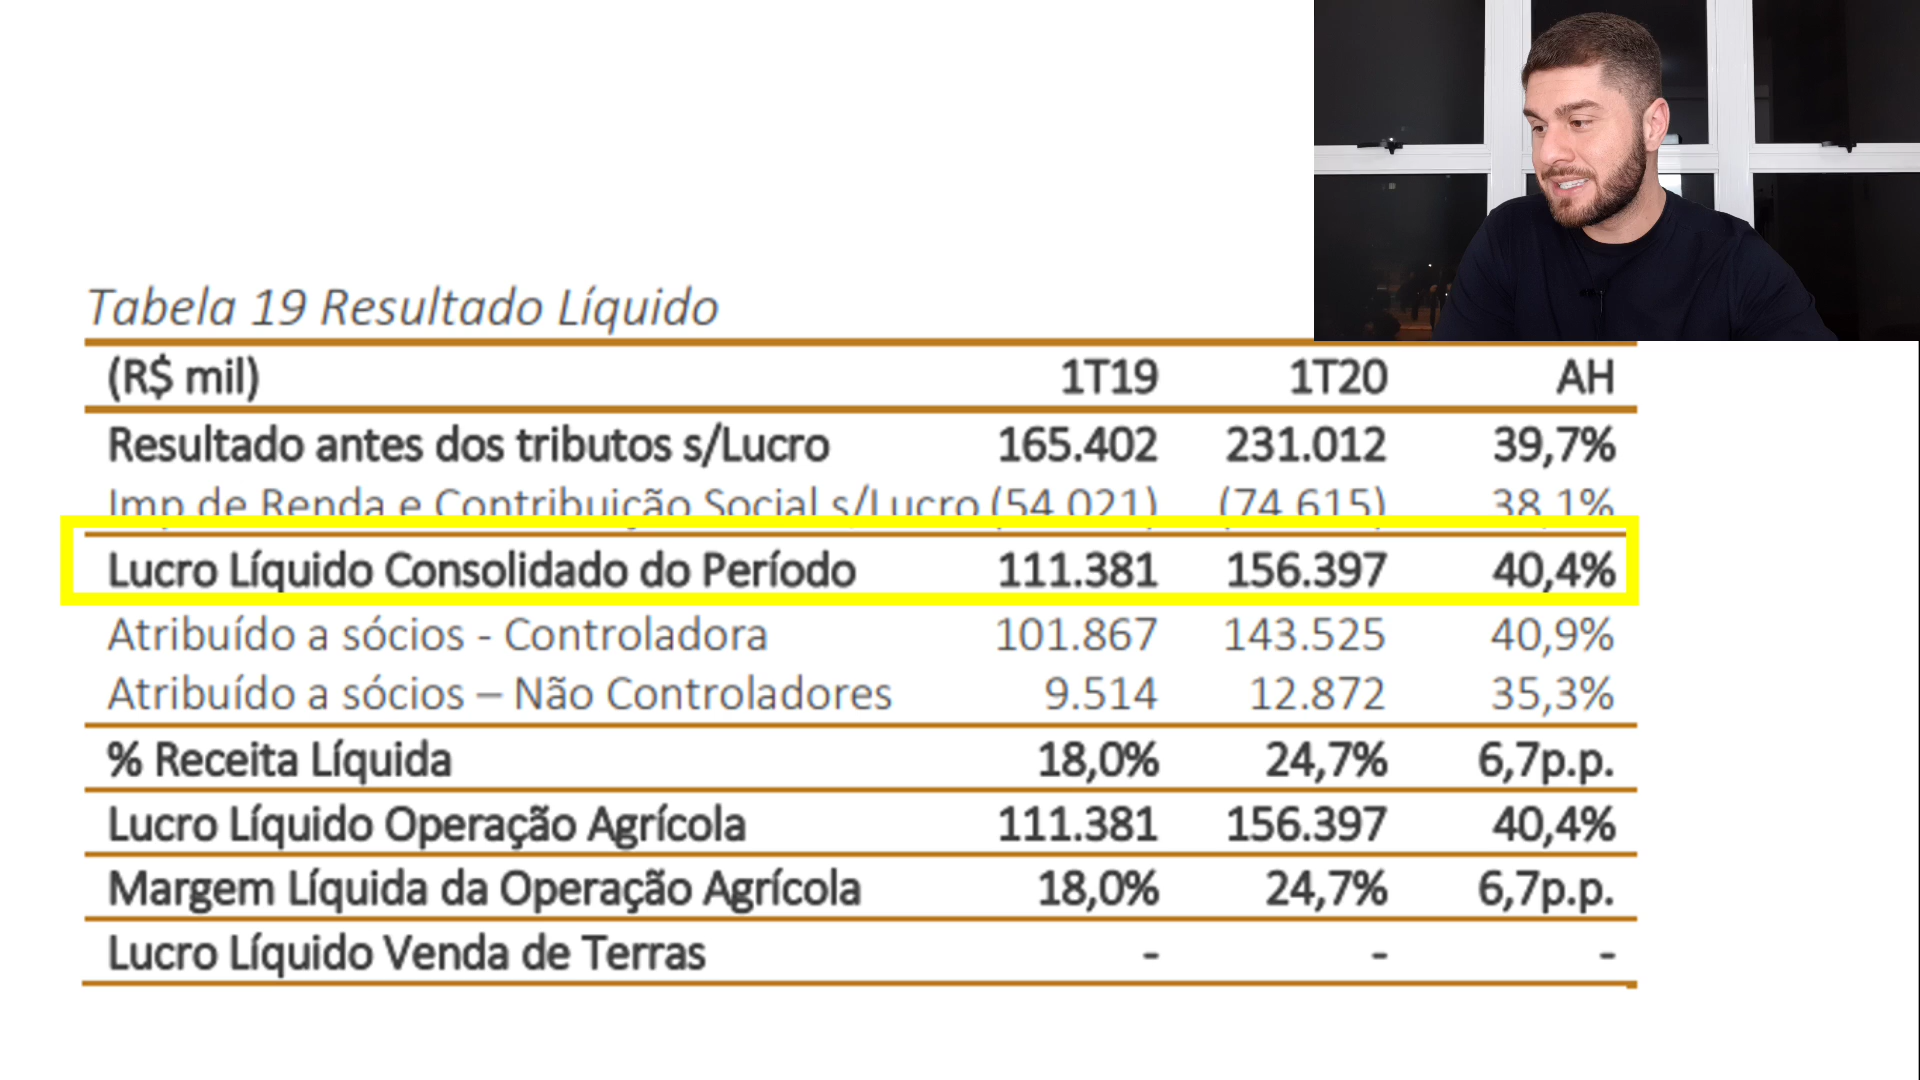 Tabela 19 Resultado Líquido
(R$ mil) 1T19 1T20 AH
Resultado antes dos tributos s/Lucro 165.402 231.012 39,7%
Imp de Renda e Contribuição Social s/Lucro (54.021) (74.615) 38,1%
Lucro Líquido Consolidado do Período 111.381 156.397 40,4%
Atribuído a sócios - Controladora 101.867 143.525 40,9%
Atribuído a sócios – Não Controladores 9.514 12.872 35,3%
% Receita Líquida 18,0% 24,7% 6,7p.p.
Lucro Líquido Operação Agrícola 111.381 156.397 40,4%
Margem Líquida da Operação Agrícola 18,0% 24,7% 6,7p.p.
Lucro Líquido Venda de Terras - - -